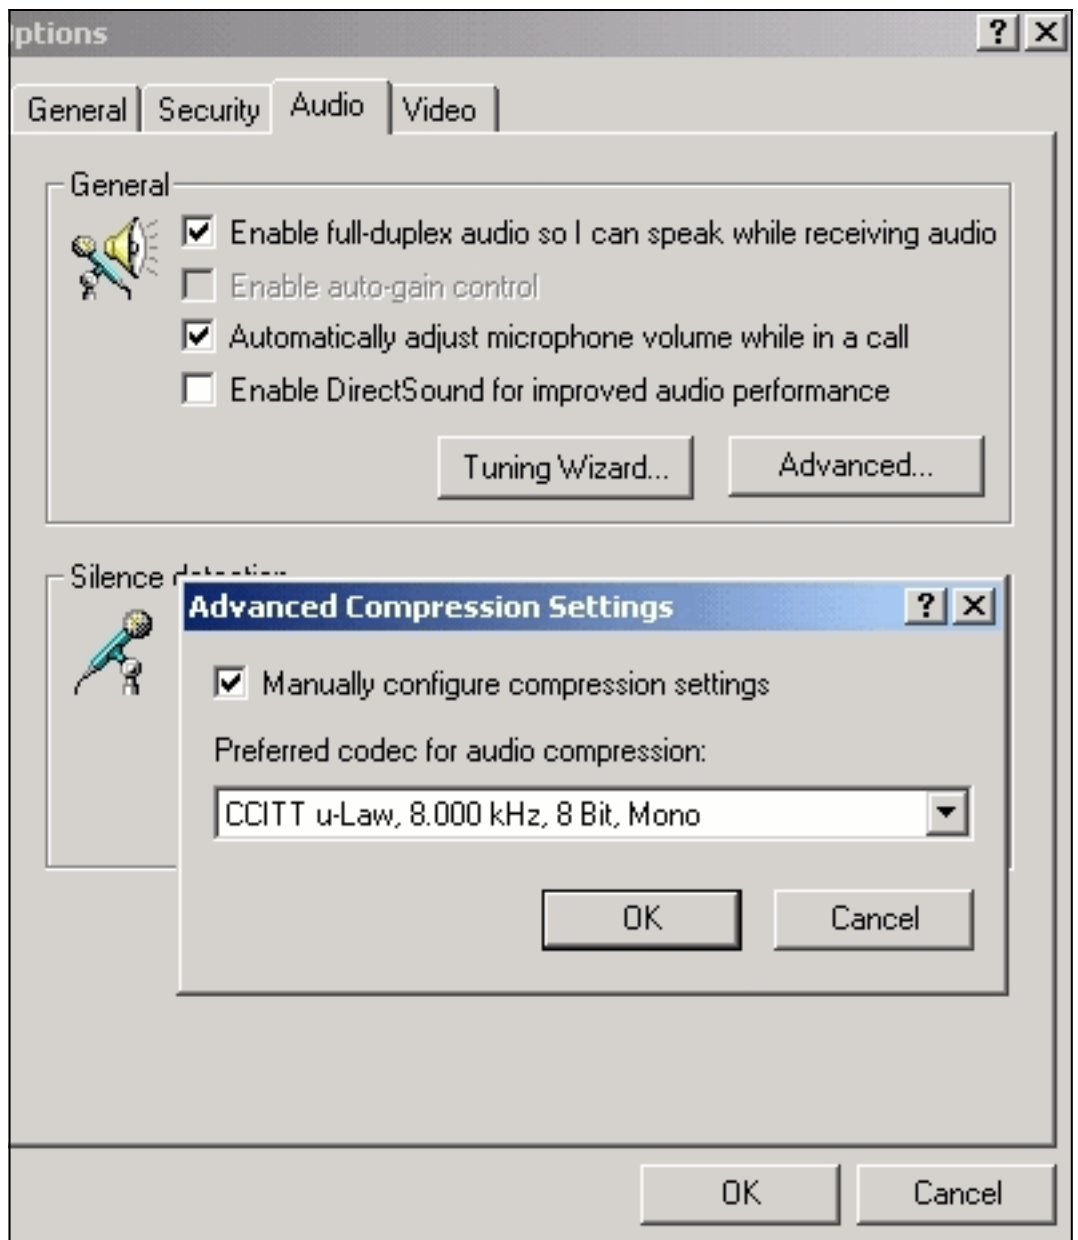 ptions
General Security Audio Video
General
Enable full-duplex audio so I can speak while receiving audio
Enable auto-gain control
Automatically adjust microphone volume while in a call
Enable DirectSound for improved audio performance
Tuning Wizard... Advanced...
Silence detection
Advanced Compression Settings
Manually configure compression settings
Preferred codec for audio compression:
CCITT u-Law, 8.000 kHz, 8 Bit, Mono
OK Cancel
OK Cancel